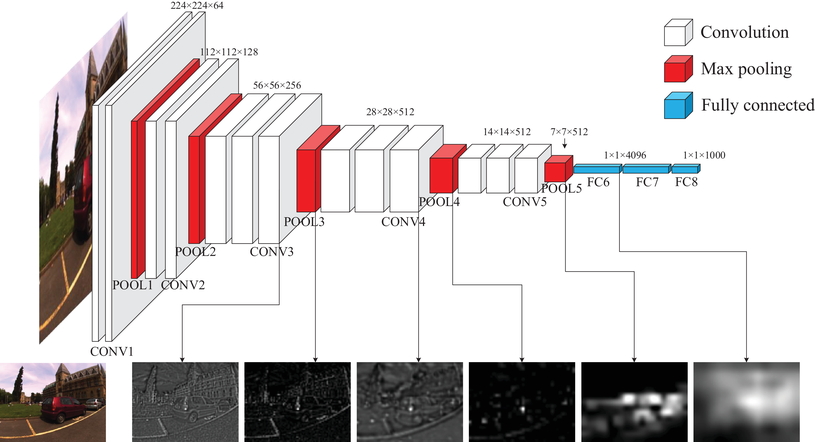 224×224×64
112×112×128
56×56×256
28×28×512
14×14×512
7×7×512
1×1×4096
1×1×1000
Convolution
Max pooling
Fully connected
CONV1
POOL1
CONV2
POOL2
CONV3
POOL3
CONV4
POOL4
CONV5
POOL5
FC6
FC7
FC8